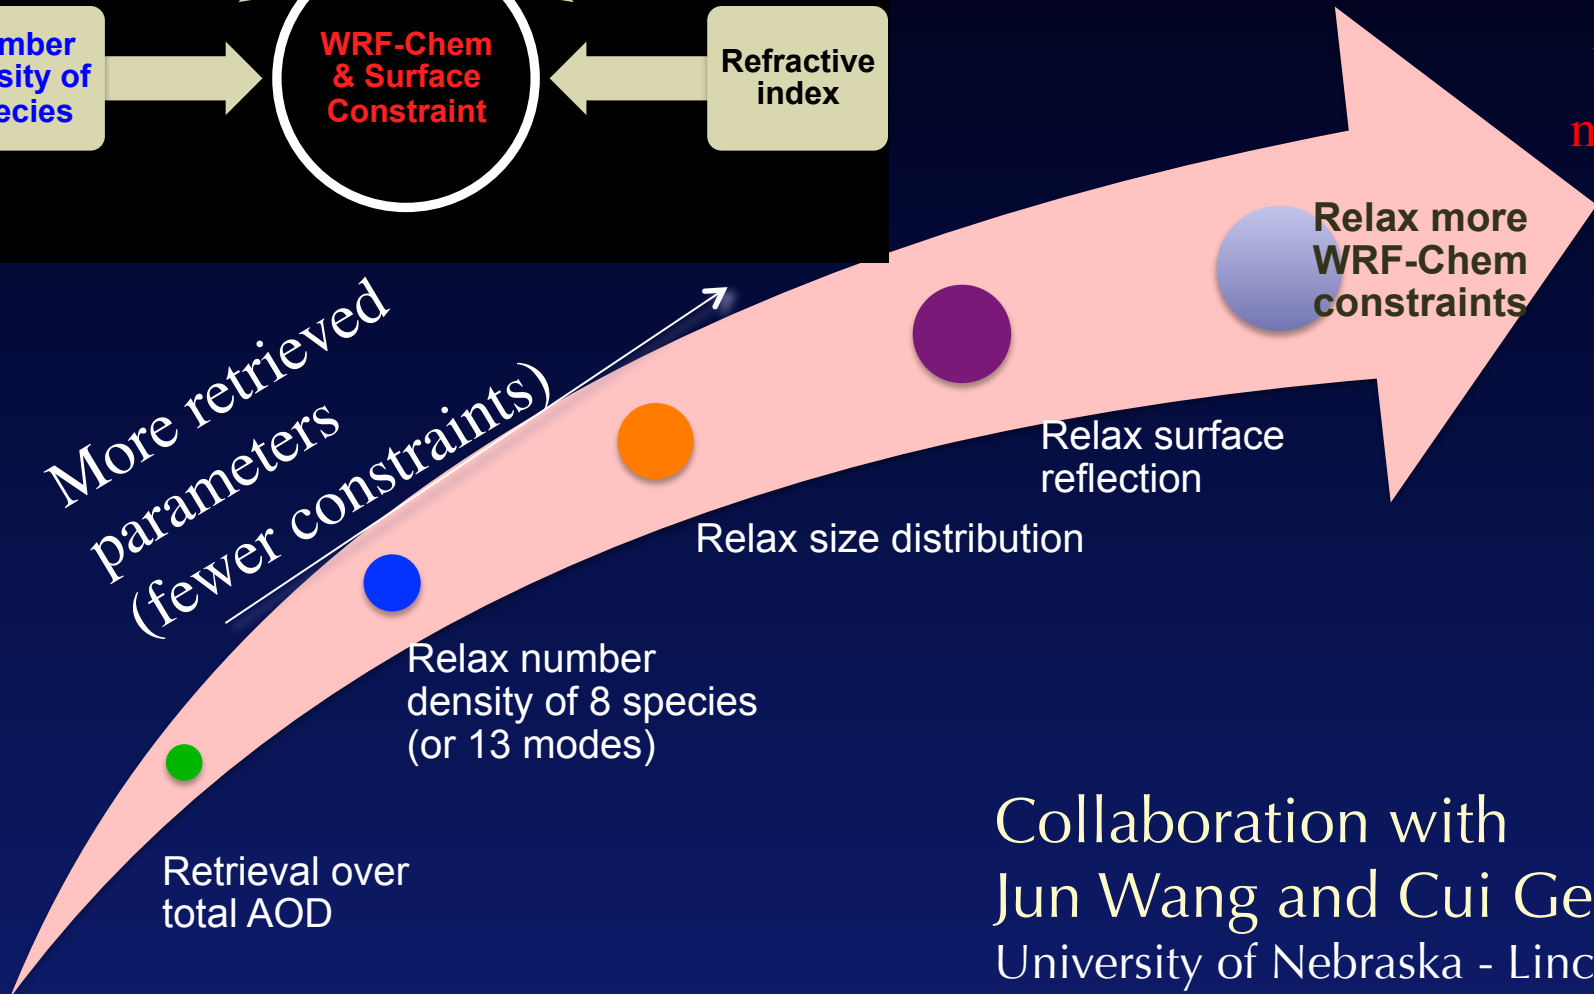 sity of
WRF-Chem
& Surface
Constraint
Refractive
index
Relax more
WRF-Chem
constraints
More retrieved
parameters
(fewer constraints)
Relax surface
reflection
Relax size distribution
Relax number
density of 8 species
(or 13 modes)
Retrieval over
total AOD
Collaboration with
Jun Wang and Cui Ge
University of Nebraska - Linc